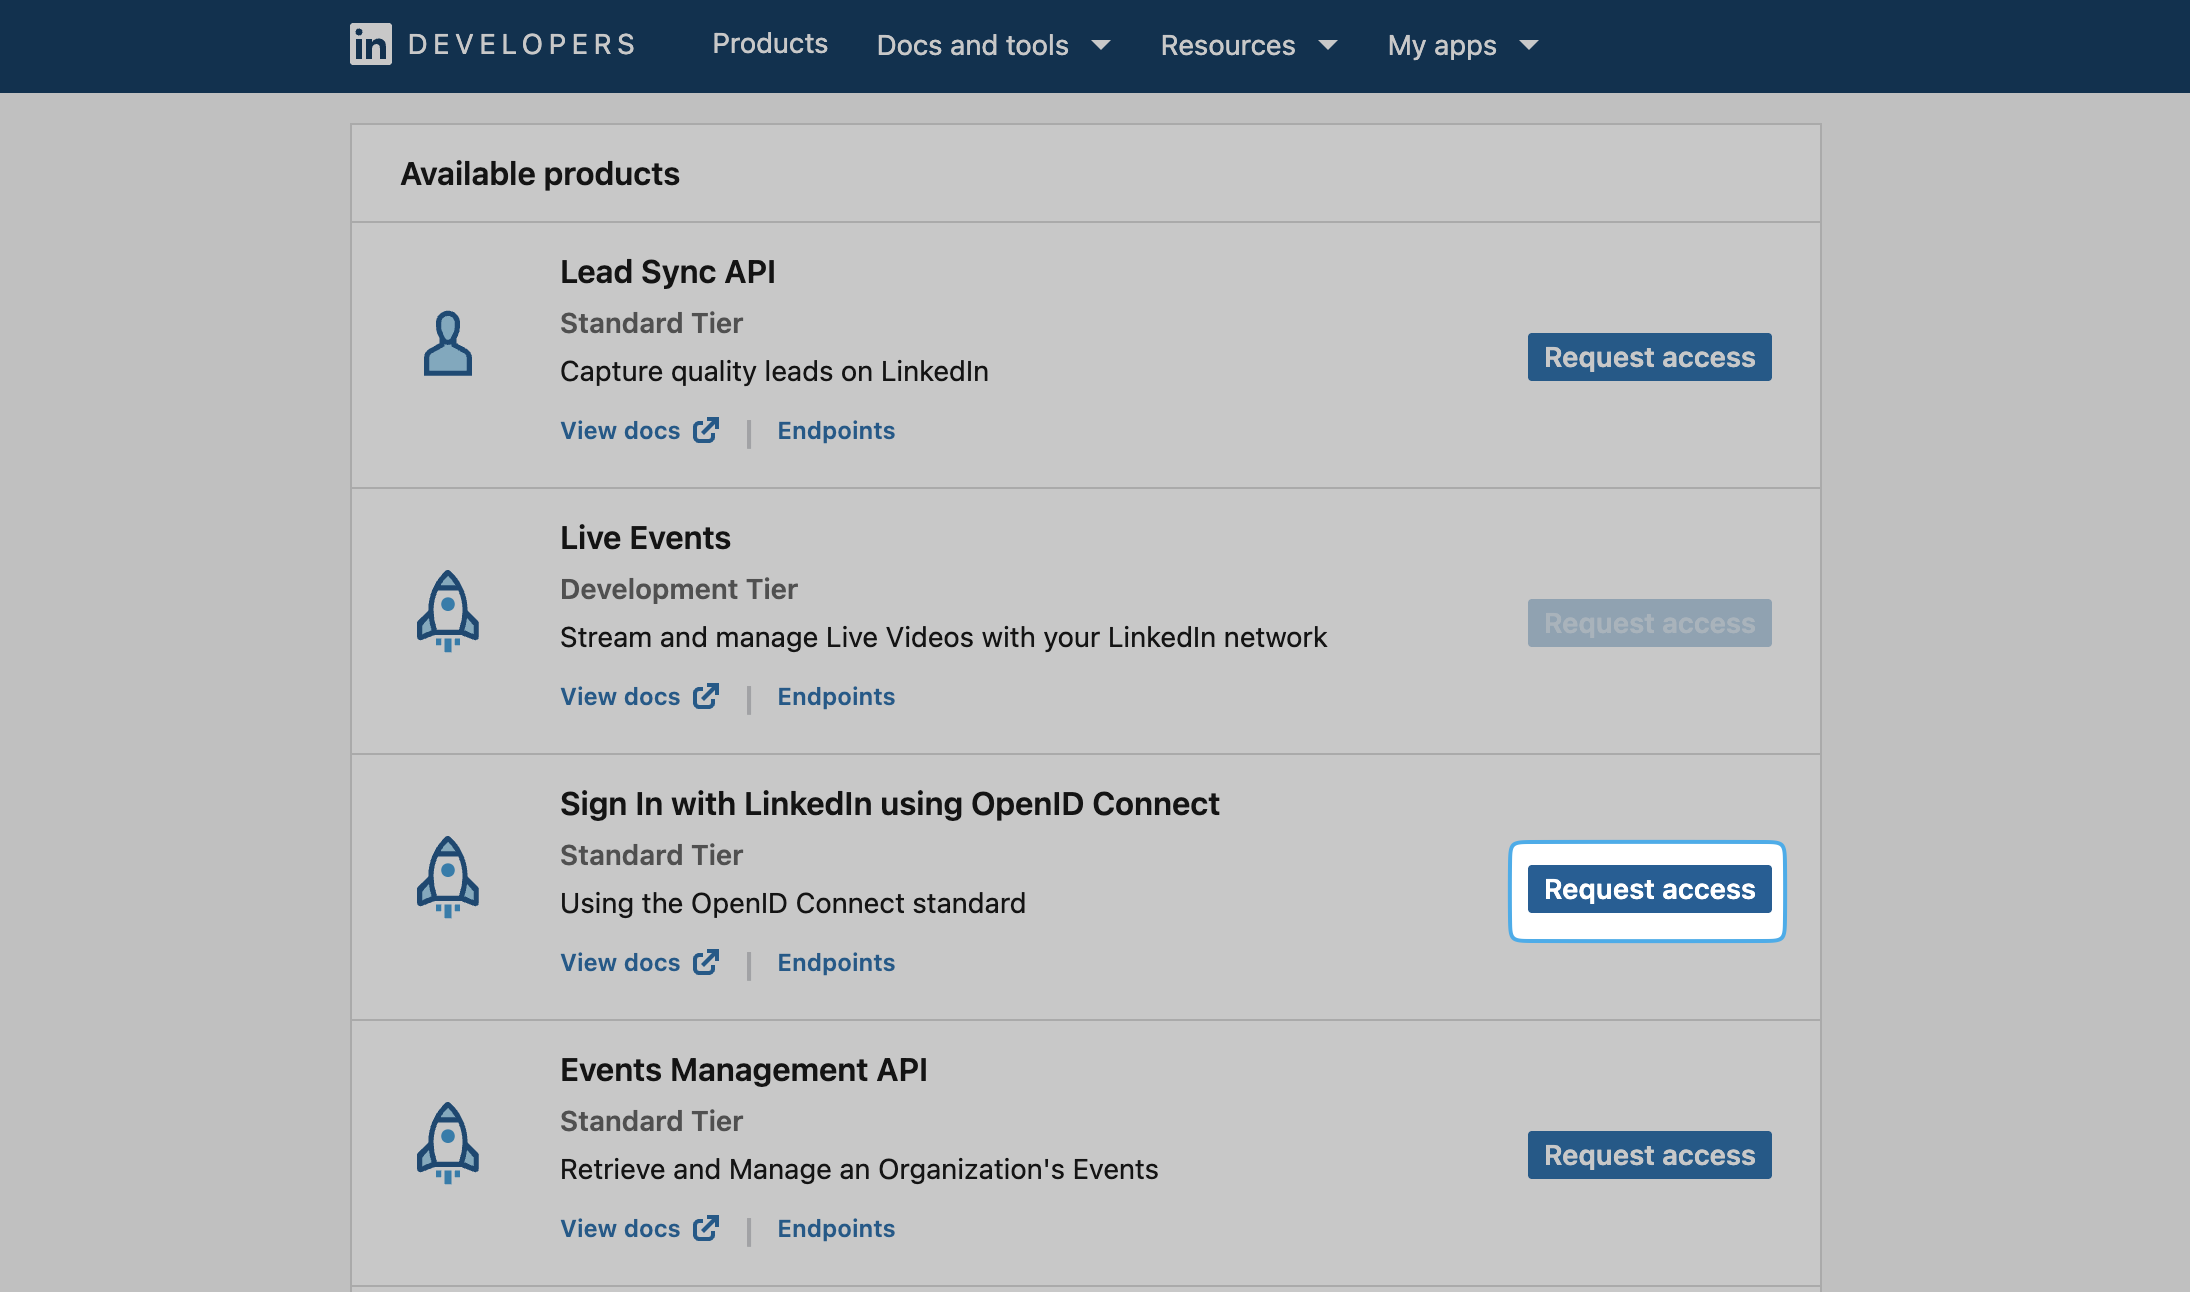 in DEVELOPERS Products Docs and tools Resources My apps
Available products
Lead Sync API
Standard Tier
Capture quality leads on LinkedIn
Request access
View docs | Endpoints
Live Events
Development Tier
Stream and manage Live Videos with your LinkedIn network
Request access
View docs | Endpoints
Sign In with LinkedIn using OpenID Connect
Standard Tier
Using the OpenID Connect standard
Request access
View docs | Endpoints
Events Management API
Standard Tier
Retrieve and Manage an Organization's Events
Request access
View docs | Endpoints